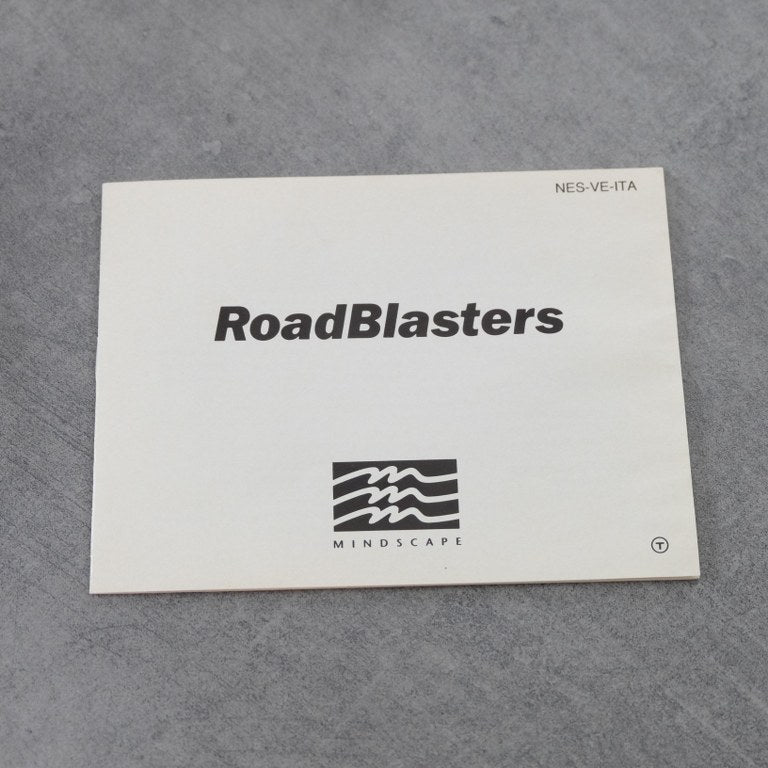 NES-VE-ITA
RoadBlasters
MINDSCAPE
T